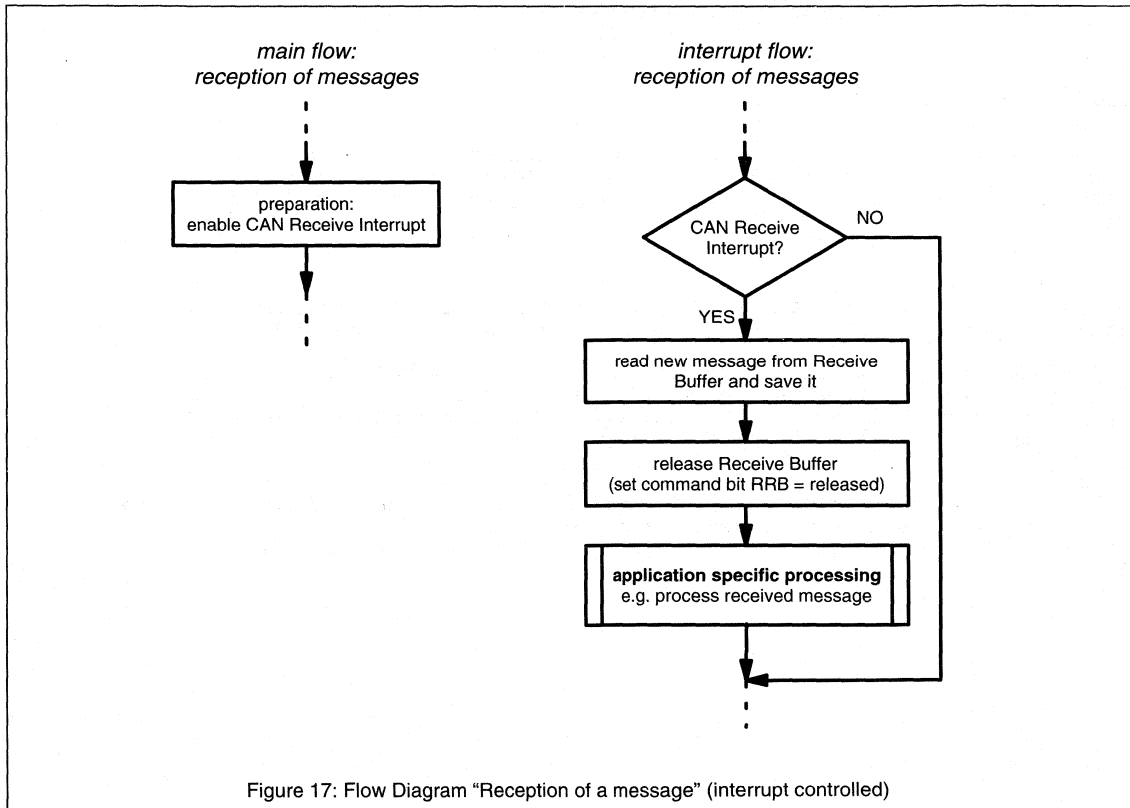 main flow:
reception of messages
preparation:
enable CAN Receive Interrupt
interrupt flow:
reception of messages
CAN Receive
Interrupt?
NO
YES
read new message from Receive
Buffer and save it
release Receive Buffer
(set command bit RRB = released)
application specific processing
e.g. process received message
Figure 17: Flow Diagram “Reception of a message” (interrupt controlled)